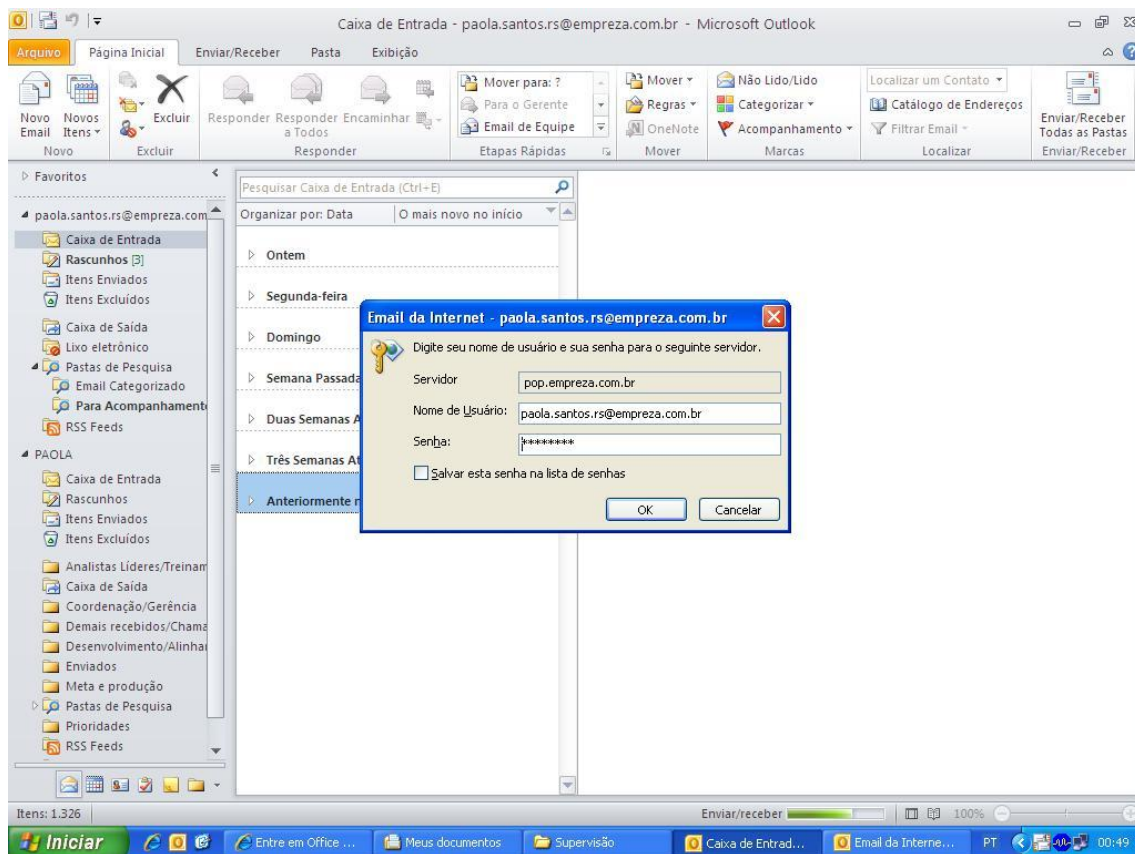 Caixa de Entrada - paola.santos.rs@empreza.com.br - Microsoft Outlook
Arquivo Página Inicial Enviar/Receber Pasta Exibição
Novo Email
Novos Itens
Novo
Excluir
Excluir
Responder
Responder a Todos
Encaminhar
Responder
Mover para: ?
Para o Gerente
Email de Equipe
Etapas Rápidas
Mover
Regras
OneNote
Mover
Não Lido/Lido
Categorizar
Acompanhamento
Marcas
Localizar um Contato
Catálogo de Endereços
Filtrar Email
Localizar
Enviar/Receber
Todas as Pastas
Enviar/Receber
Favoritos
paola.santos.rs@empreza.com
Caixa de Entrada
Rascunhos [3]
Itens Enviados
Itens Excluídos
Caixa de Saída
Lixo eletrônico
Pastas de Pesquisa
Email Categorizado
Para Acompanhament
RSS Feeds
PAOLA
Caixa de Entrada
Rascunhos
Itens Enviados
Itens Excluídos
Analistas Líderes/Treinam
Caixa de Saída
Coordenação/Gerência
Demais recebidos/Chama
Desenvolvimento/Alinhai
Enviados
Meta e produção
Pastas de Pesquisa
Prioridades
RSS Feeds
Pesquisar Caixa de Entrada (Ctrl+E)
Organizar por: Data O mais novo no início
Ontem
Segunda-feira
Domingo
Semana Passada
Duas Semanas A
Três Semanas At
Anteriormente n
Email da Internet - paola.santos.rs@empreza.com.br
Digite seu nome de usuário e sua senha para o seguinte servidor.
Servidor pop.empreza.com.br
Nome de Usuário: paola.santos.rs@empreza.com.br
Senha: ********
Salvar esta senha na lista de senhas
OK Cancelar
Itens: 1.326 Enviar/receber 100%
Iniciar Entre em Office ... Meus documentos Supervisão Caixa de Entrad... Email da Interne... PT 00:49